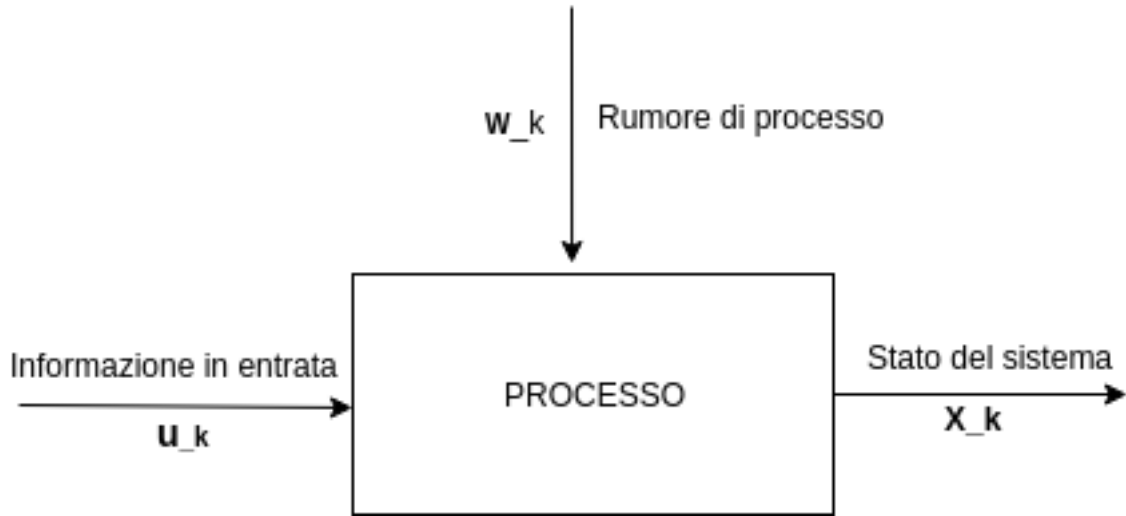 w_k
Rumore di processo
Informazione in entrata
u_k
PROCESSO
Stato del sistema
x_k